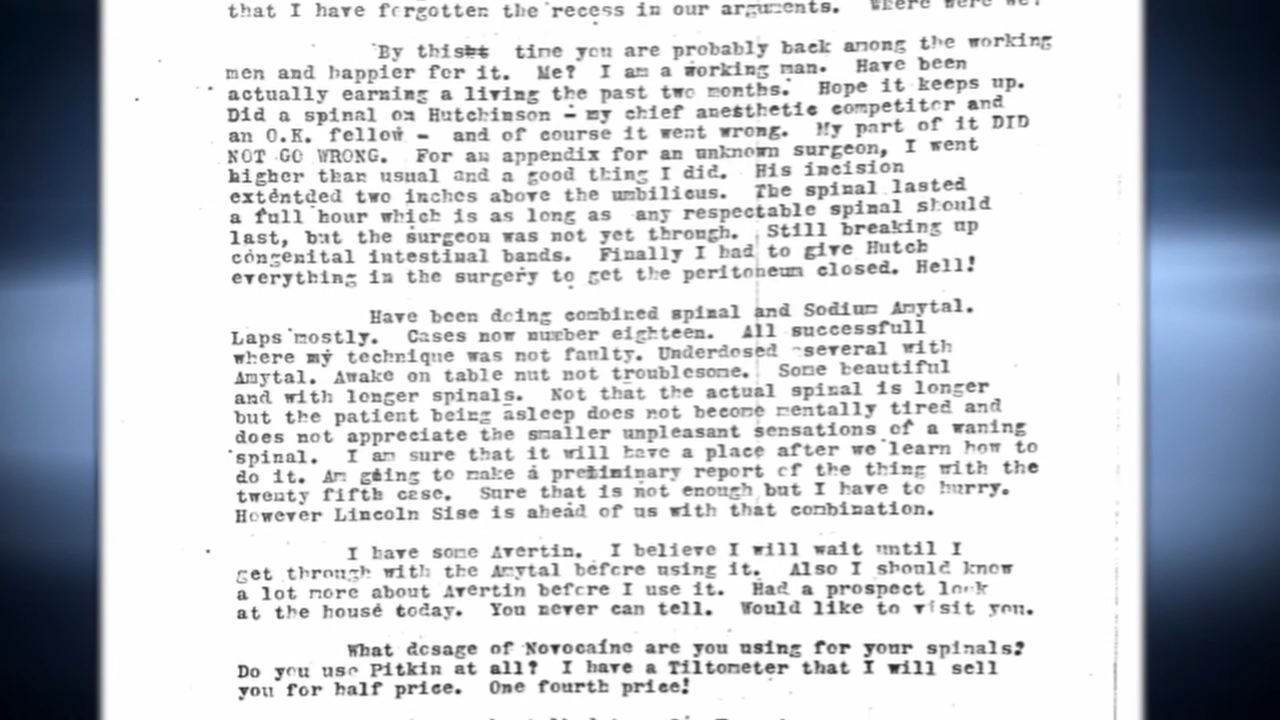 that I have forgotten the recess in our arguments. Where were we?
By thisbt time you are probably back among the working
men and happier for it. Me? I am a working man. Have been
actually earning a living the past two months. Hope it keeps up.
Did a spinal on Hutchinson - my chief anesthetic competitor and
an O.K. fellow - and of course it went wrong. My part of it DID
NOT GO WRONG. For an appendix for an unknown surgeon, I went
higher than usual and a good thing I did. His incision
extentded two inches above the umbilicus. The spinal lasted
a full hour which is as long as any respectable spinal should
last, but the surgeon was not yet through. Still breaking up
congenital intestinal bands. Finally I had to give Hutch
everything in the surgery to get the peritoneum closed. Hell!
Have been doing combined spinal and Sodium Amytal.
Laps mostly. Cases now number eighteen. All successfull
where my technique was not faulty. Underdosed several with
Amytal. Awake on table nut not troublesome. Some beautiful
and with longer spinals. Not that the actual spinal is longer
but the patient being asleep does not become mentally tired and
does not appreciate the smaller unpleasant sensations of a waning
spinal. I am sure that it will have a place after we learn how to
do it. Am going to make a preliminary report of the thing with the
twenty fifth case. Sure that is not enough but I have to hurry.
However Lincoln Sise is ahead of us with that combination.
I have some Avertin. I believe I will wait until I
get through with the Amytal before using it. Also I should know
a lot more about Avertin before I use it. Had a prospect look
at the house today. You never can tell. Would like to visit you.
What dosage of Novocaine are you using for your spinals?
Do you use Pitkin at all? I have a Tiltometer that I will sell
you for half price. One fourth price!